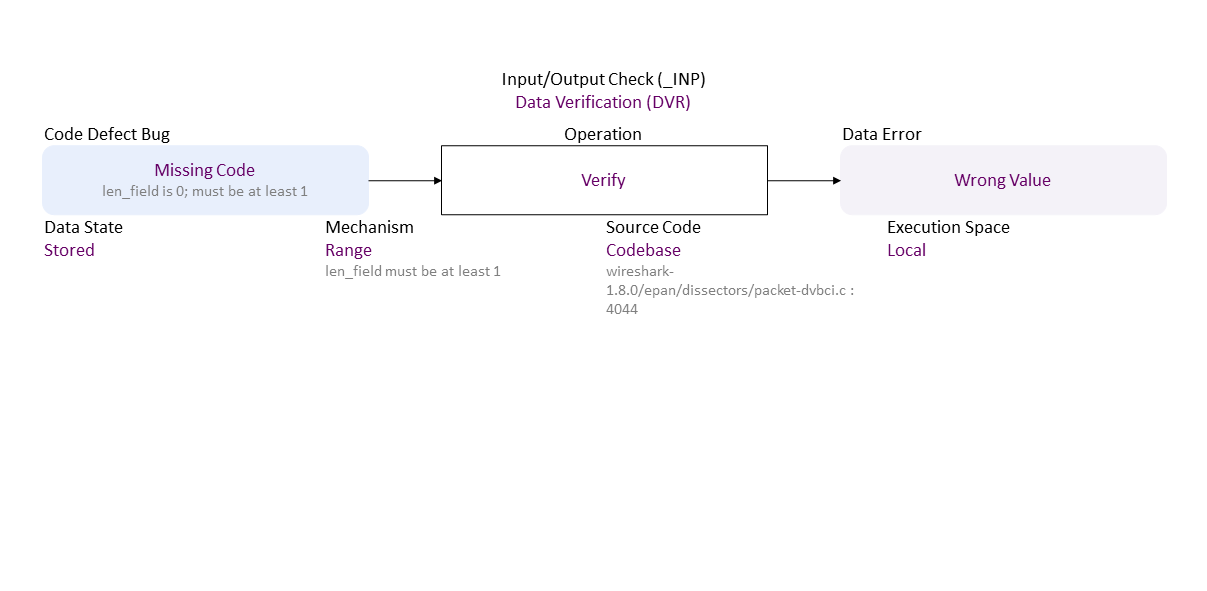 Input/Output Check (_INP)
Data Verification (DVR)
Code Defect Bug
Operation
Data Error
Missing Code
len_field is 0; must be at least 1
Verify
Wrong Value
Data State
Stored
Mechanism
Range
len_field must be at least 1
Source Code
Codebase
wireshark-
1.8.0/epan/dissectors/packet-dvbci.c :
4044
Execution Space
Local